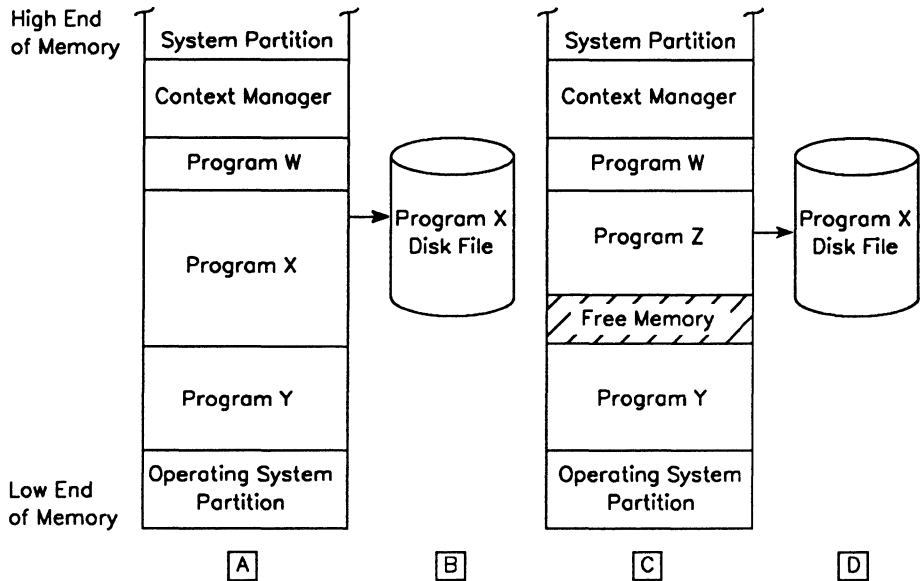 High End
of Memory
System Partition
Context Manager
Program W
Program X
Program Y
Operating System
Partition
Low End
of Memory
Program X
Disk File
System Partition
Context Manager
Program W
Program Z
Free Memory
Program Y
Operating System
Partition
Program X
Disk File
A
B
C
D